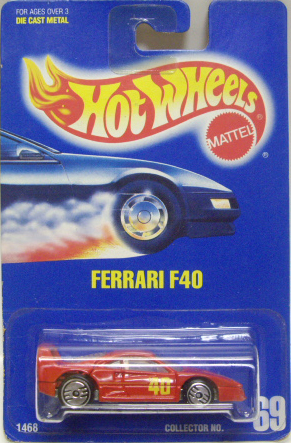 FOR AGES OVER 3
DIE CAST METAL
HOT WHEELS
MATTEL
®
FERRARI F40
40
1468
COLLECTOR NO.
69